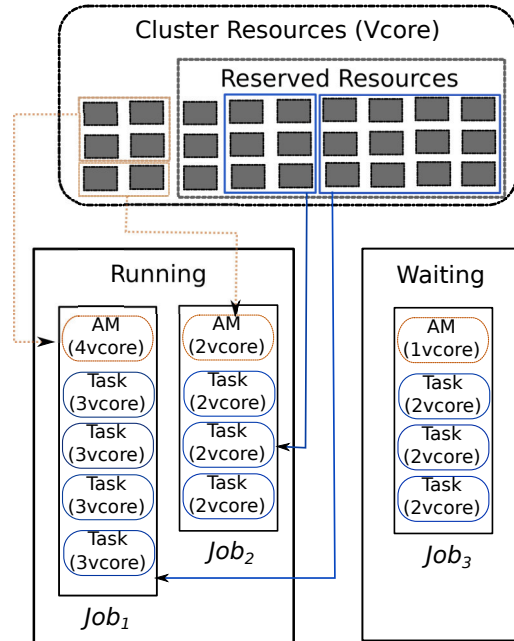 Cluster Resources (Vcore)
Reserved Resources
Running
AM
(4vcore)
Task
(3vcore)
Task
(3vcore)
Task
(3vcore)
Task
(3vcore)
Job1
AM
(2vcore)
Task
(2vcore)
Task
(2vcore)
Task
(2vcore)
Job2
Waiting
AM
(1vcore)
Task
(2vcore)
Task
(2vcore)
Task
(2vcore)
Job3